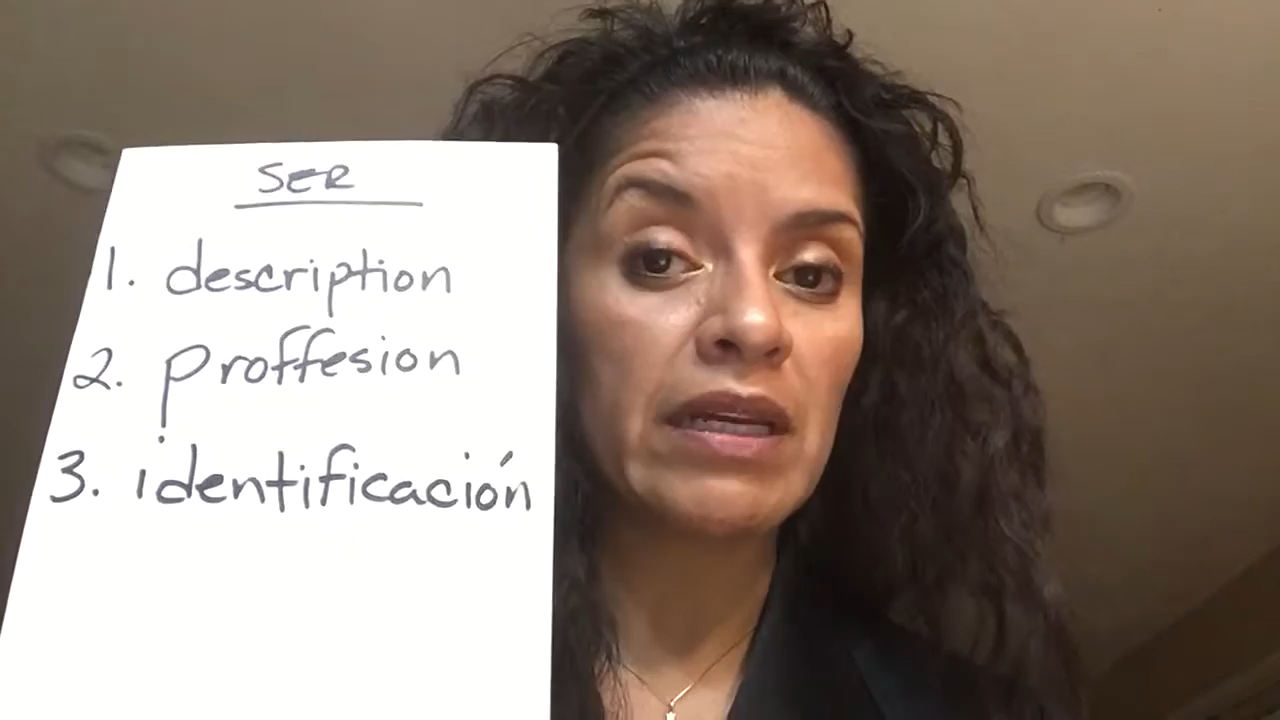 SER
1. description
2. proffesion
3. identificación